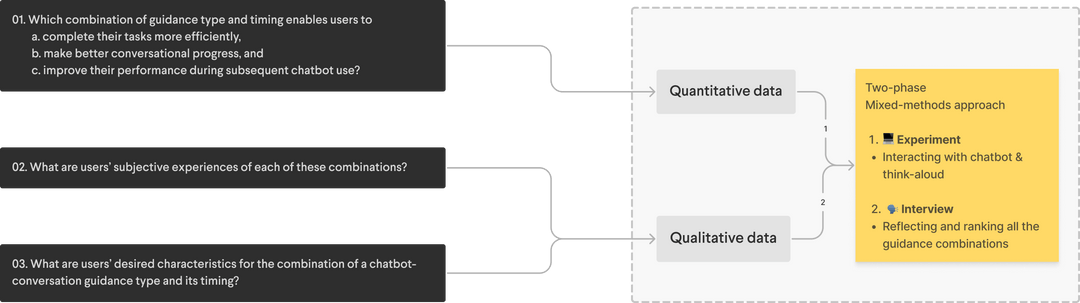 01. Which combination of guidance type and timing enables users to
a. complete their tasks more efficiently,
b. make better conversational progress, and
c. improve their performance during subsequent chatbot use?
02. What are users' subjective experiences of each of these combinations?
03. What are users' desired characteristics for the combination of a chatbot-
conversation guidance type and its timing?
Quantitative data
1
Qualitative data
2
Two-phase
Mixed-methods approach
1. Experiment
• Interacting with chatbot &
think-aloud
2. Interview
• Reflecting and ranking all the
guidance combinations